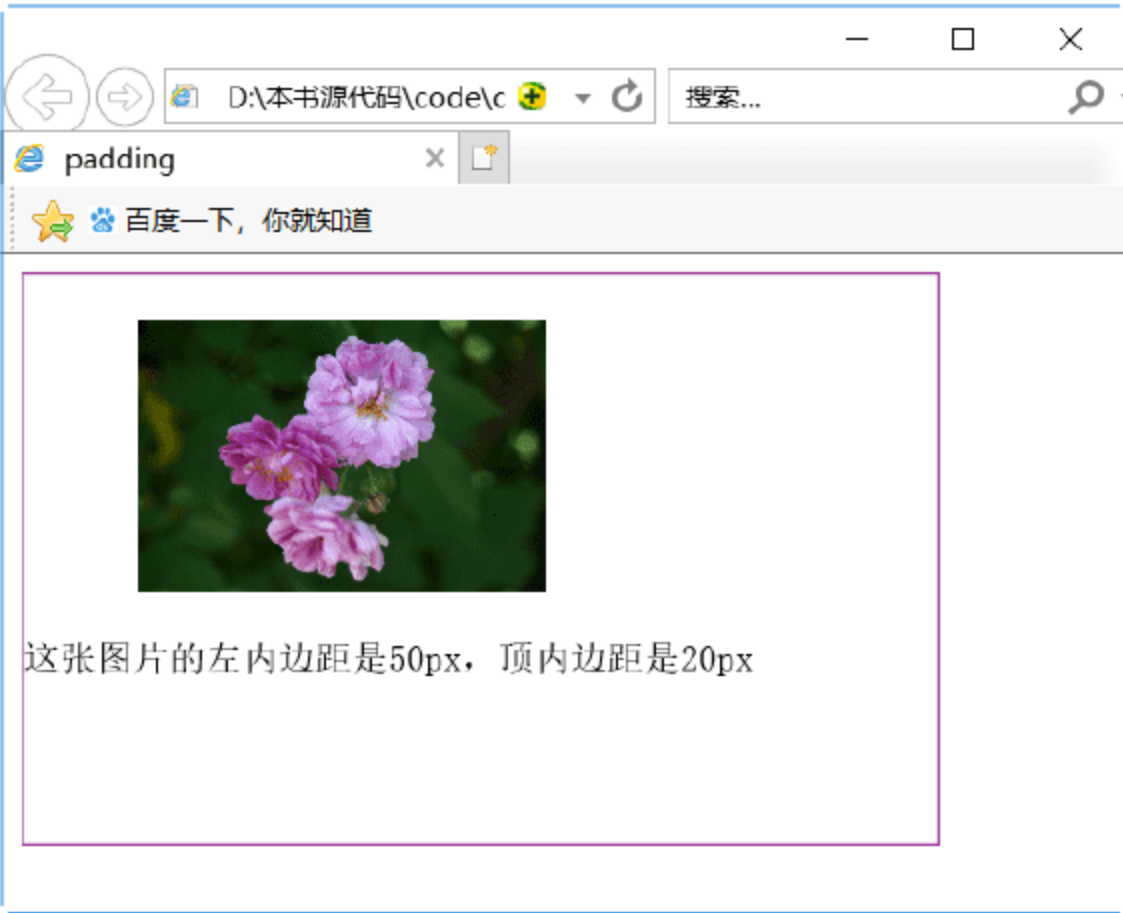 D:\本书源代码\code\c
搜索...
padding
百度一下，你就知道
这张图片的左内边距是50px，顶内边距是20px